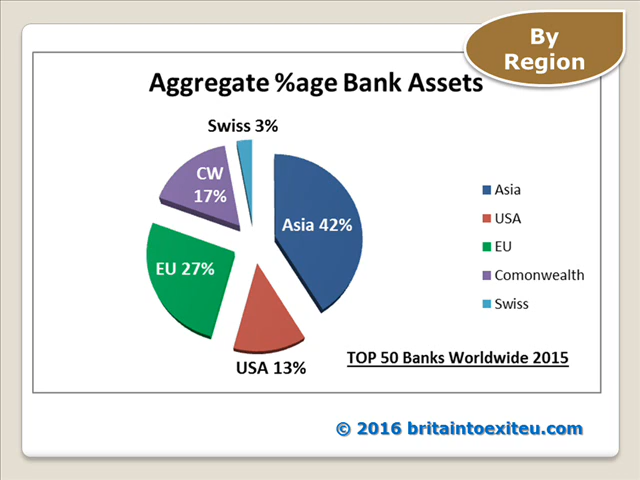 By
Region
Aggregate %age Bank Assets
Swiss 3%
CW
17%
Asia 42%
EU 27%
USA 13%
Asia
USA
EU
Comonwealth
Swiss
TOP 50 Banks Worldwide 2015
© 2016 britaintoexiteu.com